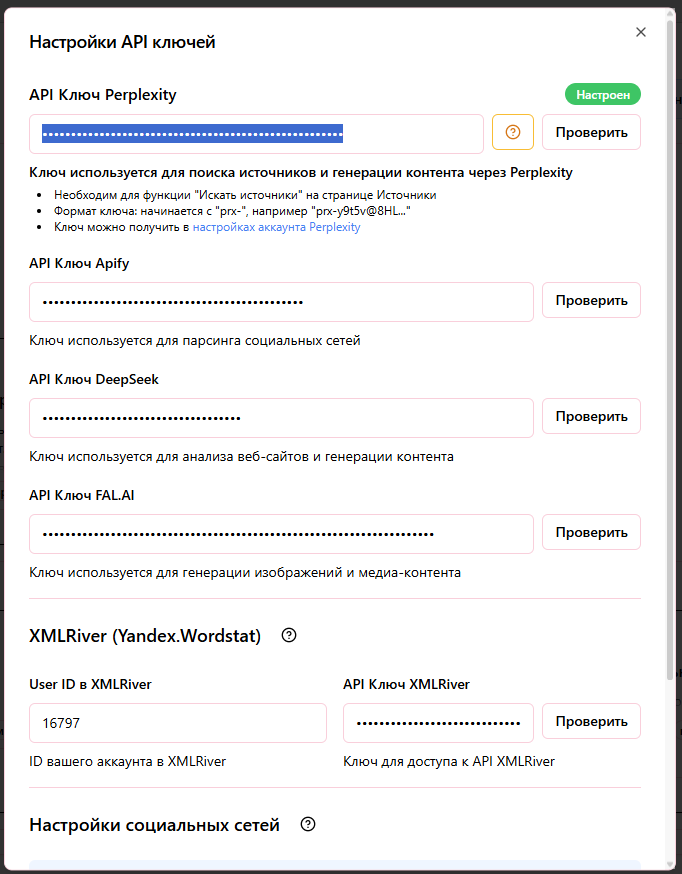 Настройки API ключей
API Ключ Perplexity
Настроен
Проверить
Ключ используется для поиска источников и генерации контента через Perplexity
• Необходим для функции "Искать источники" на странице Источники
• Формат ключа: начинается с "prx-", например "prx-y9t5v@8HL..."
• Ключ можно получить в настройках аккаунта Perplexity
API Ключ Apify
Проверить
Ключ используется для парсинга социальных сетей
API Ключ DeepSeek
Проверить
Ключ используется для анализа веб-сайтов и генерации контента
API Ключ FAL.AI
Проверить
Ключ используется для генерации изображений и медиа-контента
XMLRiver (Yandex.Wordstat)
User ID в XMLRiver
API Ключ XMLRiver
16797
Проверить
ID вашего аккаунта в XMLRiver
Ключ для доступа к API XMLRiver
Настройки социальных сетей